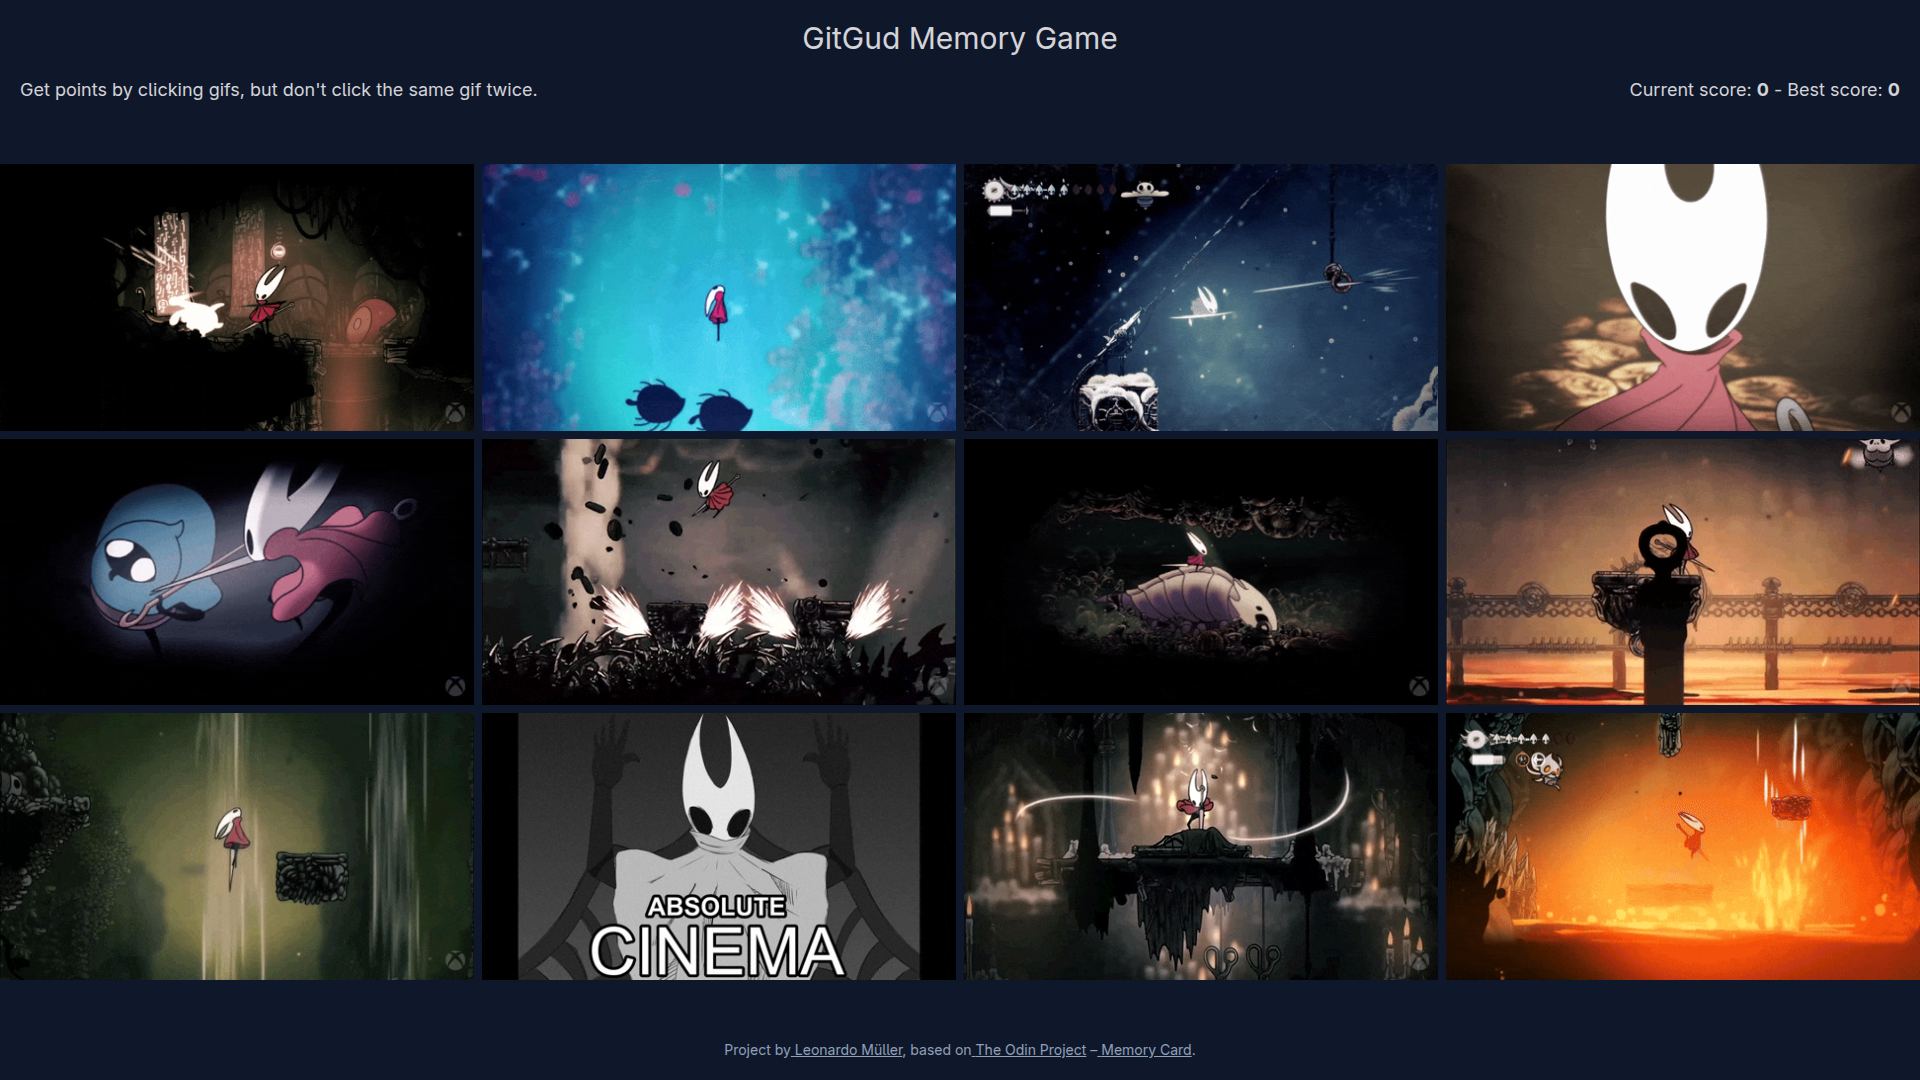 GitGud Memory Game
Get points by clicking gifs, but don't click the same gif twice.
Current score: 0 - Best score: 0
ABSOLUTE
CINEMA
Project by Leonardo Müller, based on The Odin Project – Memory Card.